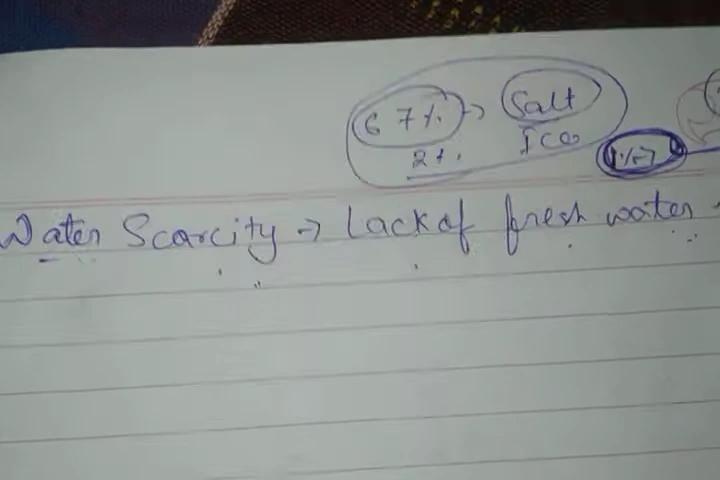 67% → Salt
2%. Ice
1% →
Water Scarcity → Lack of fresh water